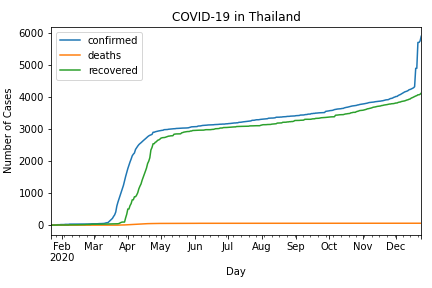 COVID-19 in Thailand
confirmed
deaths
recovered
Number of Cases
6000
5000
4000
3000
2000
1000
0
Feb Mar Apr May Jun Jul Aug Sep Oct Nov Dec
2020
Day